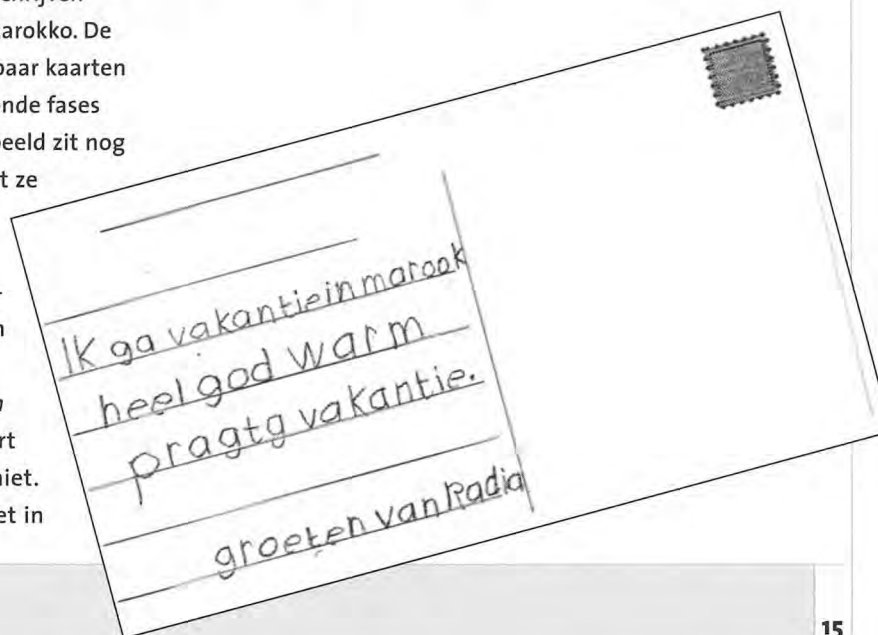 arokko. De
paar kaarten
ende fases
eeld zit nog
t ze
rt
niet.
et in
IK ga vakantie in marook
heel god warm
pragtg vakantie.
groeten van Radia
15